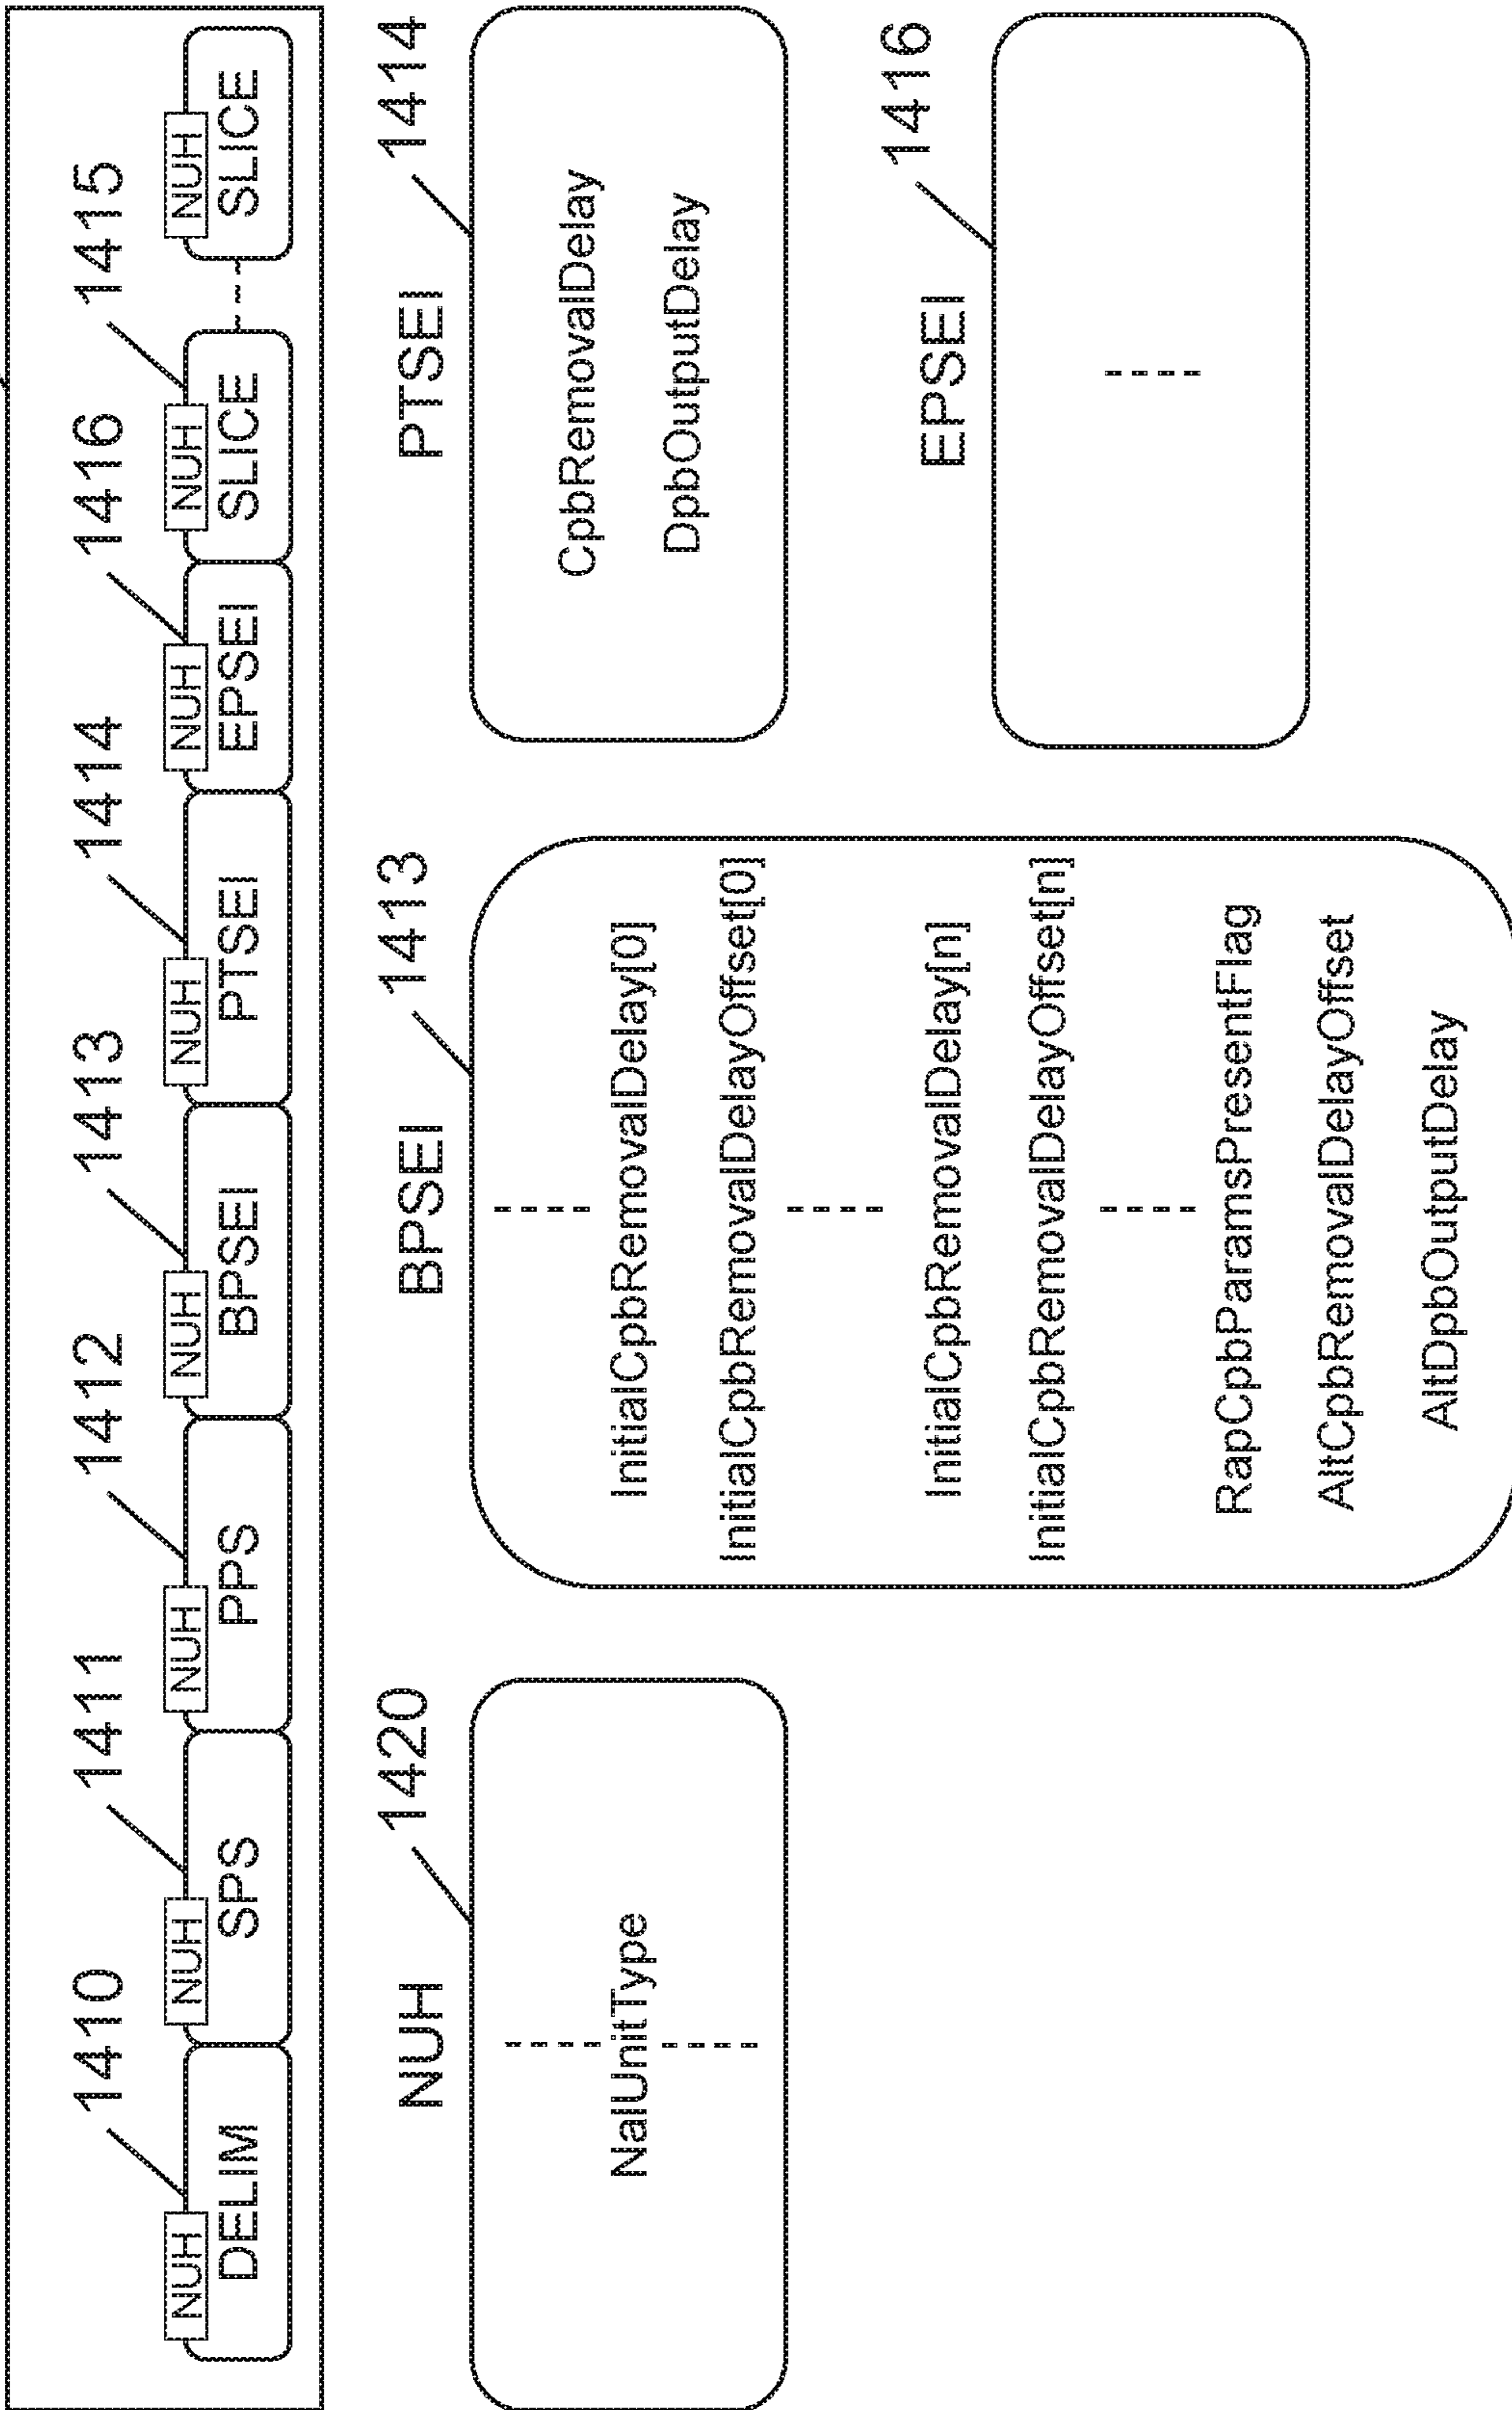 1410 1411 1412 1413 1414 1416 1415
NUH NUH NUH NUH NUH NUH NUH NUH
DELIM SPS PPS BPSEI PTSEI EPSEI SLICE SLICE
NUH 1420
NalUnitType
BPSEI 1413
InitialCpbRemovalDelay[0]
InitialCpbRemovalDelayOffset[0]
InitialCpbRemovalDelay[n]
InitialCpbRemovalDelayOffset[n]
RapCpbParamsPresentFlag
AltCpbRemovalDelayOffset
AltDpbOutputDelay
PTSEI 1414
CpbRemovalDelay
DpbOutputDelay
EPSEI 1416